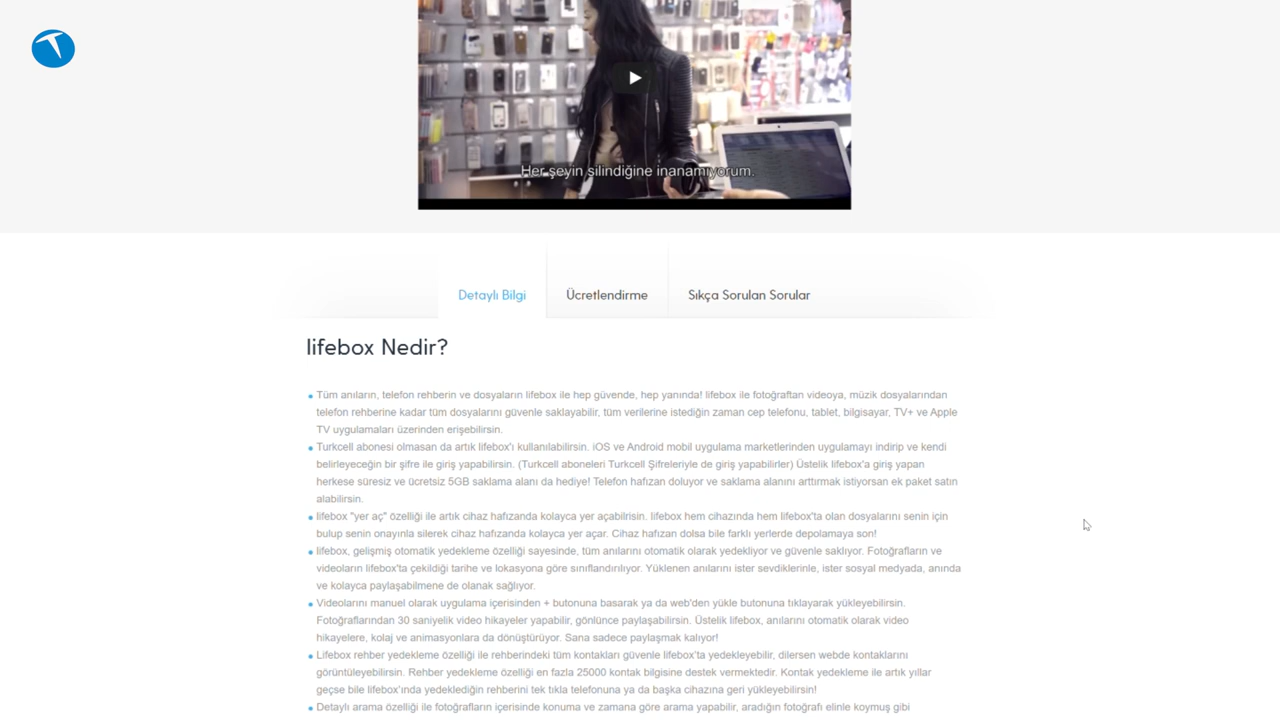 Her şeyin silindiğine inanamıyorum.
Detaylı Bilgi
Ücretlendirme
Sıkça Sorulan Sorular
lifebox Nedir?
Tüm anıların, telefon rehberin ve dosyaların lifebox ile hep güvende, hep yanında! lifebox ile fotoğraftan videoya, müzik dosyalarından
telefon rehberine kadar tüm dosyalarını güvenle saklayabilir, tüm verilerine istediğin zaman cep telefonu, tablet, bilgisayar, TV+ ve Apple
TV uygulamaları üzerinden erişebilirsin.
Turkcell abonesi olmasan da artık lifebox'ı kullanılabilirsin. iOS ve Android mobil uygulama marketlerinden uygulamayı indirip ve kendi
belirleyeceğin bir şifre ile giriş yapabilirsin. (Turkcell aboneleri Turkcell Şifreleriyle de giriş yapabilirler) Üstelik lifebox'a giriş yapan
herkese süresiz ve ücretsiz 5GB saklama alanı da hediye! Telefon hafızan doluyor ve saklama alanını arttırmak istiyorsan ek paket satın
alabilirsin.
lifebox "yer aç" özelliği ile artık cihaz hafızanda kolayca yer açabilrisin. lifebox hem cihazında hem lifebox'ta olan dosyalarını senin için
bulup senin onayınla silerek cihaz hafızanda kolayca yer açar. Cihaz hafızan dolsa bile farklı yerlerde depolamaya son!
lifebox, gelişmiş otomatik yedekleme özelliği sayesinde, tüm anılarını otomatik olarak yedekliyor ve güvenle saklıyor. Fotoğrafların ve
videoların lifebox'ta çekildiği tarihe ve lokasyona göre sınıflandırılıyor. Yüklenen anılarını ister sevdiklerinle, ister sosyal medyada, anında
ve kolayca paylaşabilmene de olanak sağlıyor.
Videolarını manuel olarak uygulama içerisinden + butonuna basarak ya da web'den yükle butonuna tıklayarak yükleyebilirsin.
Fotoğraflarından 30 saniyelik video hikayeler yapabilir, gönlünce paylaşabilirsin. Üstelik lifebox, anılarını otomatik olarak video
hikayelere, kolaj ve animasyonlara da dönüştürüyor. Sana sadece paylaşmak kalıyor!
Lifebox rehber yedekleme özelliği ile rehberindeki tüm kontakları güvenle lifebox'ta yedekleyebilir, dilersen webde kontaklarını
görüntüleyebilirsin. Rehber yedekleme özelliği en fazla 25000 kontak bilgisine destek vermektedir. Kontak yedekleme ile artık yıllar
geçse bile lifebox'ında yedeklediğin rehberini tek tıkla telefonuna ya da başka cihazına geri yükleyebilirsin!
Detaylı arama özelliği ile fotoğrafların içerisinde konuma ve zamana göre arama yapabilir, aradığın fotoğrafı elinle koymuş gibi